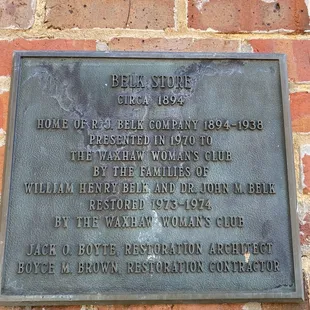 BELK STORE
CIRCA 1894
HOME OF R. J. BELK COMPANY 1894-1938
PRESENTED IN 1970 TO
THE WAXHAW WOMAN'S CLUB
BY THE FAMILIES OF
WILLIAM HENRY BELK AND DR. JOHN M. BELK
RESTORED 1973-1974
BY THE WAXHAW WOMAN'S CLUB
JACK O. BOYTE, RESTORATION ARCHITECT
BOYCE M. BROWN, RESTORATION CONTRACTOR